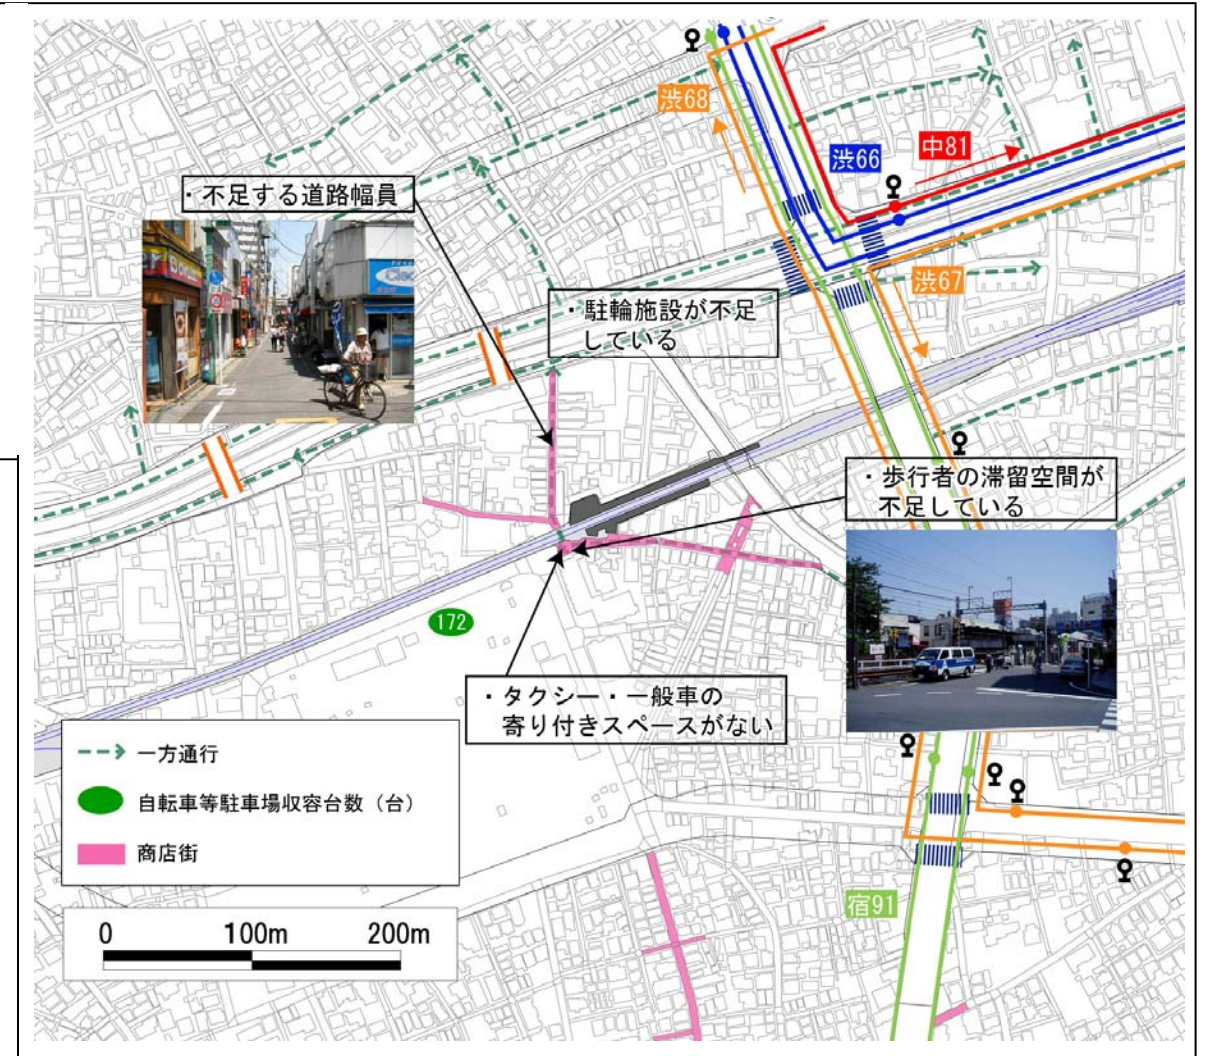 渋68
渋66
中81
・不足する道路幅員
渋67
・駐輪施設が不足
している
・歩行者の滞留空間が
不足している
172
・タクシー・一般車の
寄り付きスペースがない
一方通行
自転車等駐車場収容台数（台）
商店街
宿91
0 100m 200m